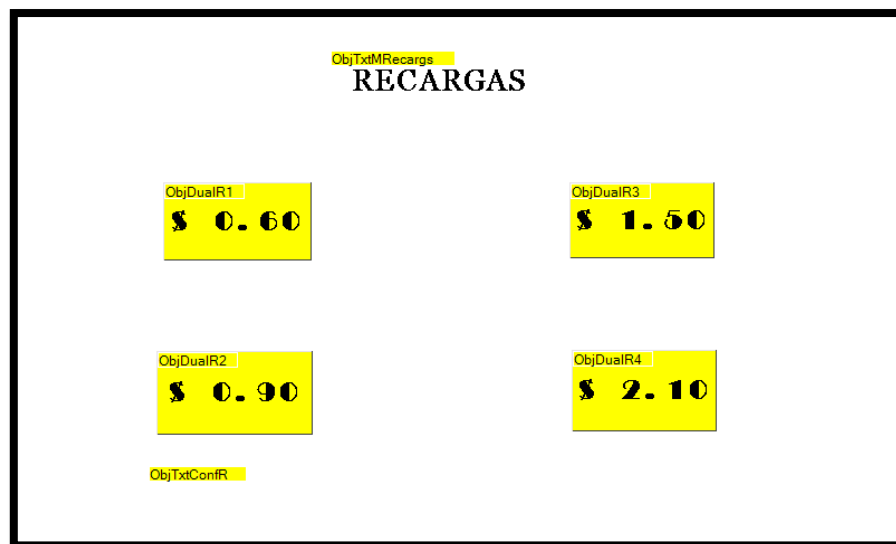 ObjTxtMRecargs
RECARGAS
ObjDualR1
$ 0.60
ObjDualR3
$ 1.50
ObjDualR2
$ 0.90
ObjDualR4
$ 2.10
ObjTxtConfR